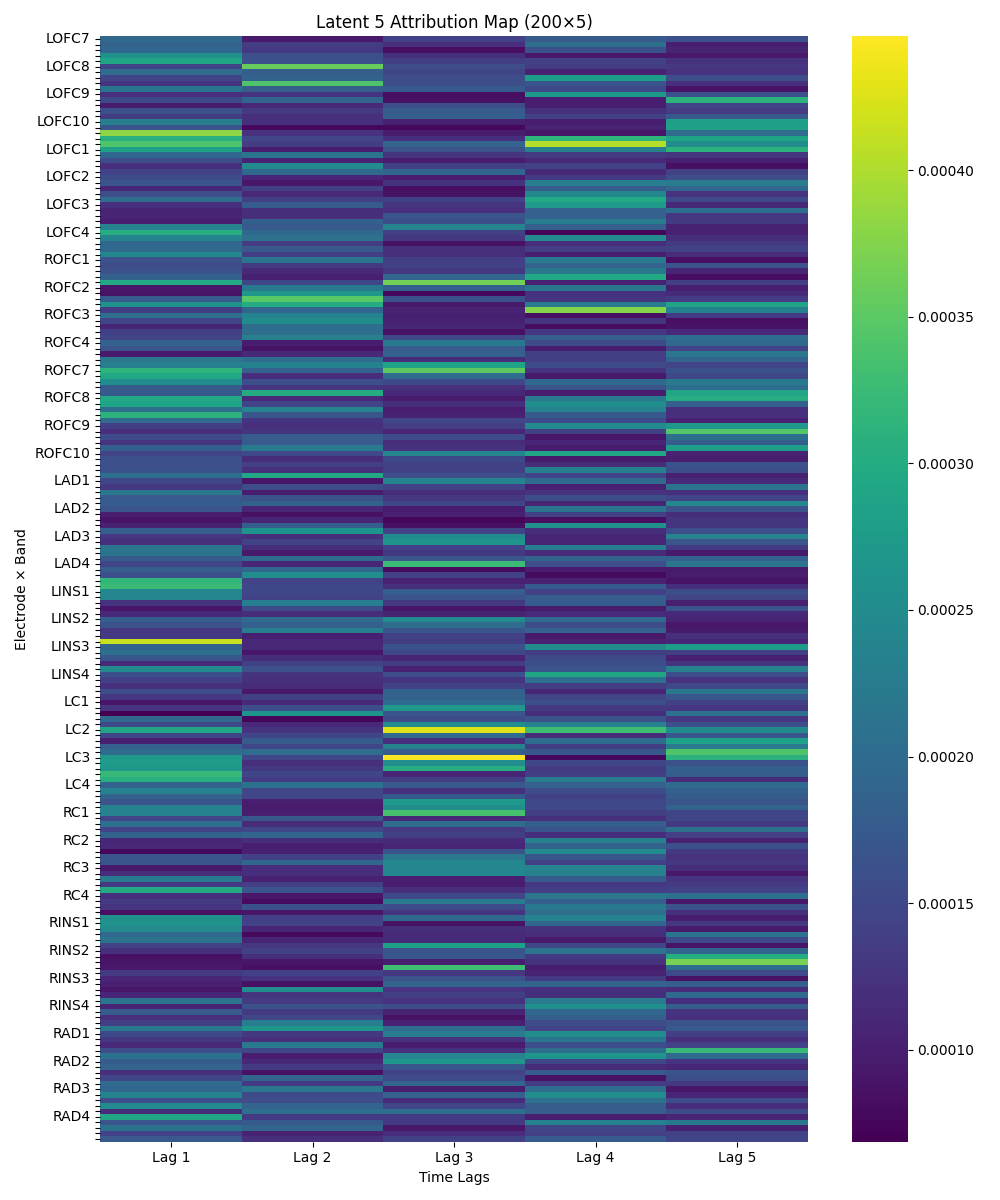 Latent 5 Attribution Map (200×5)
LOFC7
LOFC8
LOFC9
LOFC10
LOFC1
LOFC2
LOFC3
LOFC4
ROFC1
ROFC2
ROFC3
ROFC4
ROFC7
ROFC8
ROFC9
ROFC10
LAD1
LAD2
LAD3
LAD4
LINS1
LINS2
LINS3
LINS4
LC1
LC2
LC3
LC4
RC1
RC2
RC3
RC4
RINS1
RINS2
RINS3
RINS4
RAD1
RAD2
RAD3
RAD4
Electrode × Band
Lag 1 Lag 2 Lag 3 Lag 4 Lag 5
Time Lags
0.00040
0.00035
0.00030
0.00025
0.00020
0.00015
0.00010